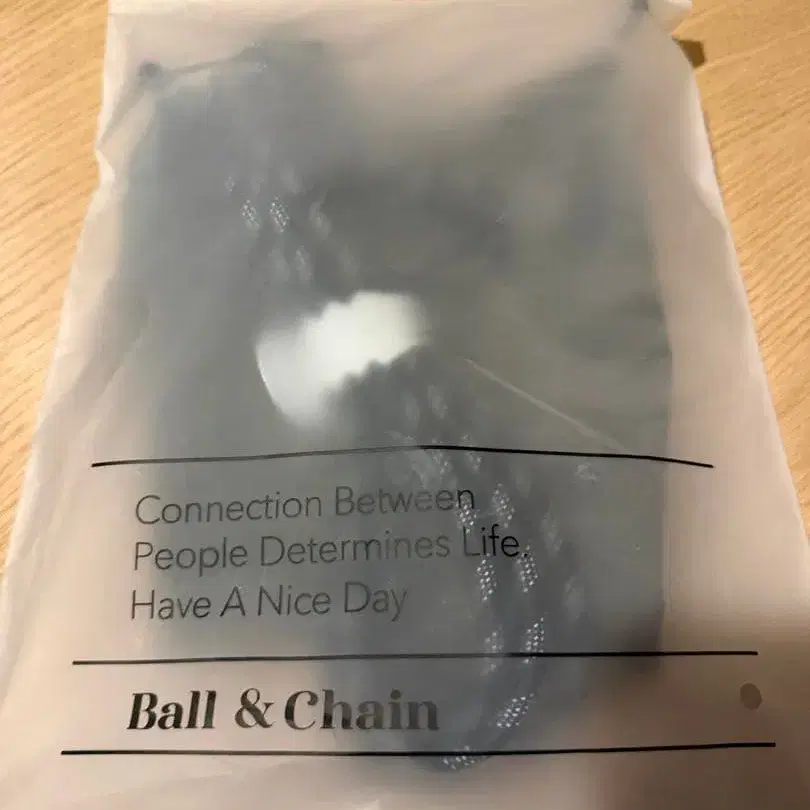 Connection Between
People Determines Life.
Have A Nice Day
Ball & Chain